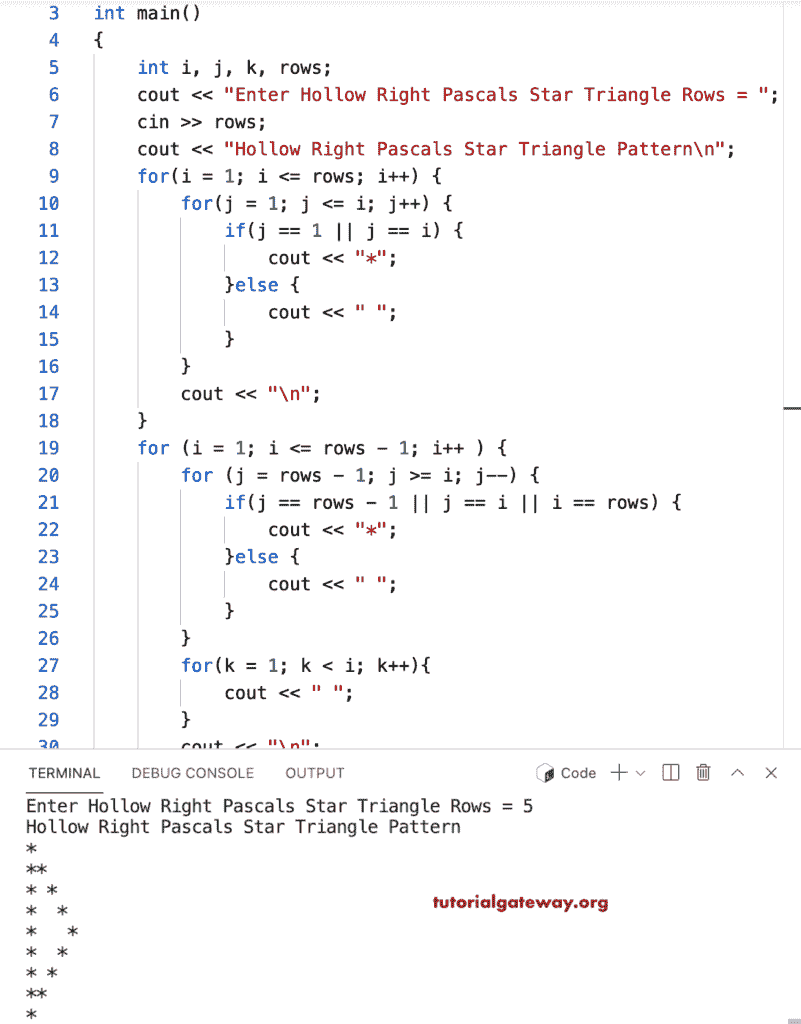 3 int main()
4 {
5 int i, j, k, rows;
6 cout << "Enter Hollow Right Pascals Star Triangle Rows = ";
7 cin >> rows;
8 cout << "Hollow Right Pascals Star Triangle Pattern\n";
9 for(i = 1; i <= rows; i++) {
10 for(j = 1; j <= i; j++) {
11 if(j == 1 || j == i) {
12 cout << "*";
13 }else {
14 cout << " ";
15 }
16 }
17 cout << "\n";
18 }
19 for (i = 1; i <= rows - 1; i++ ) {
20 for (j = rows - 1; j >= i; j--) {
21 if(j == rows - 1 || j == i || i == rows) {
22 cout << "*";
23 }else {
24 cout << " ";
25 }
26 }
27 for(k = 1; k < i; k++){
28 cout << " ";
29 }
30 cout << "\n";
TERMINAL DEBUG CONSOLE OUTPUT Code
Enter Hollow Right Pascals Star Triangle Rows = 5
Hollow Right Pascals Star Triangle Pattern
*
**
* *
*  *
*   *
*  *
* *
**
*
tutorialgateway.org